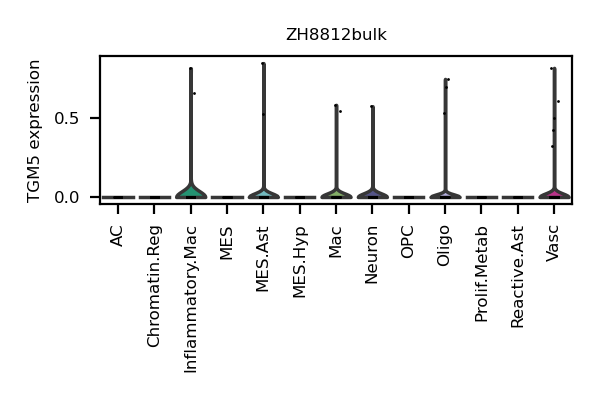 ZH8812bulk
TGM5 expression
0.5
0.0
AC
Chromatin.Reg
Inflammatory.Mac
MES
MES.Ast
MES.Hyp
Mac
Neuron
OPC
Oligo
Prolif.Metab
Reactive.Ast
Vasc